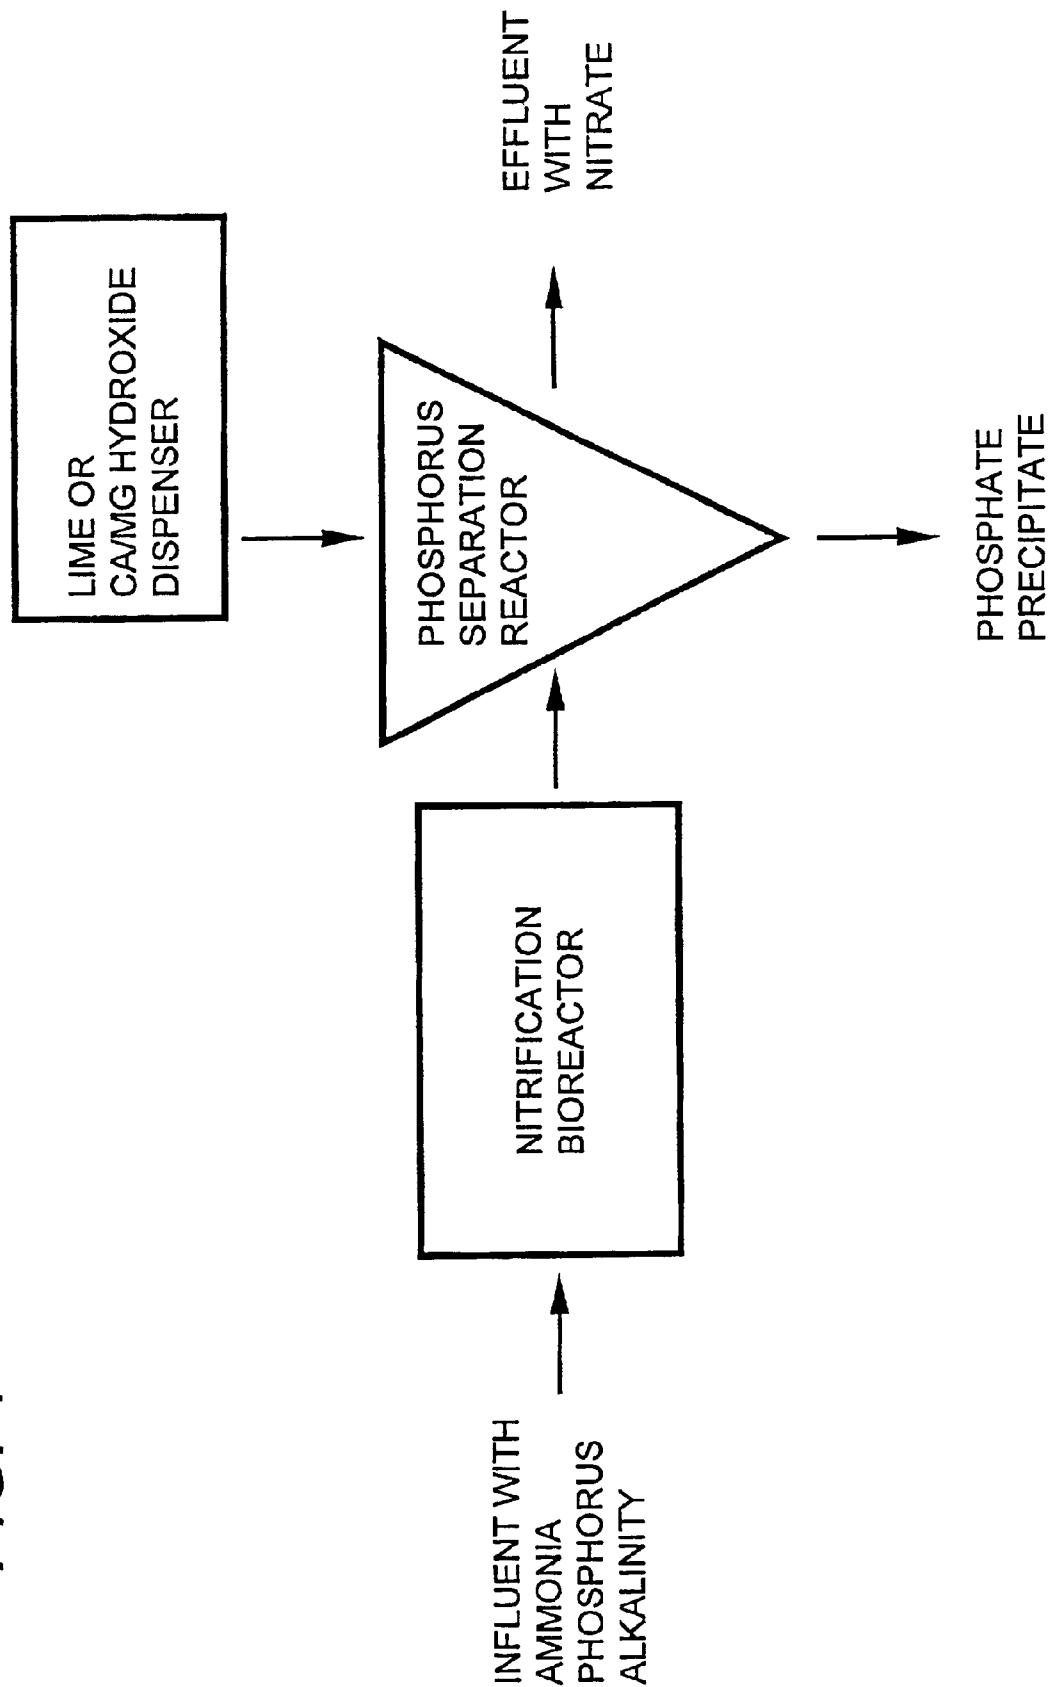 LIME OR
CA/MG HYDROXIDE
DISPENSER
INFLUENT WITH
AMMONIA
PHOSPHORUS
ALKALINITY
NITRIFICATION
BIOREACTOR
PHOSPHORUS
SEPARATION
REACTOR
EFFLUENT
WITH
NITRATE
PHOSPHATE
PRECIPITATE